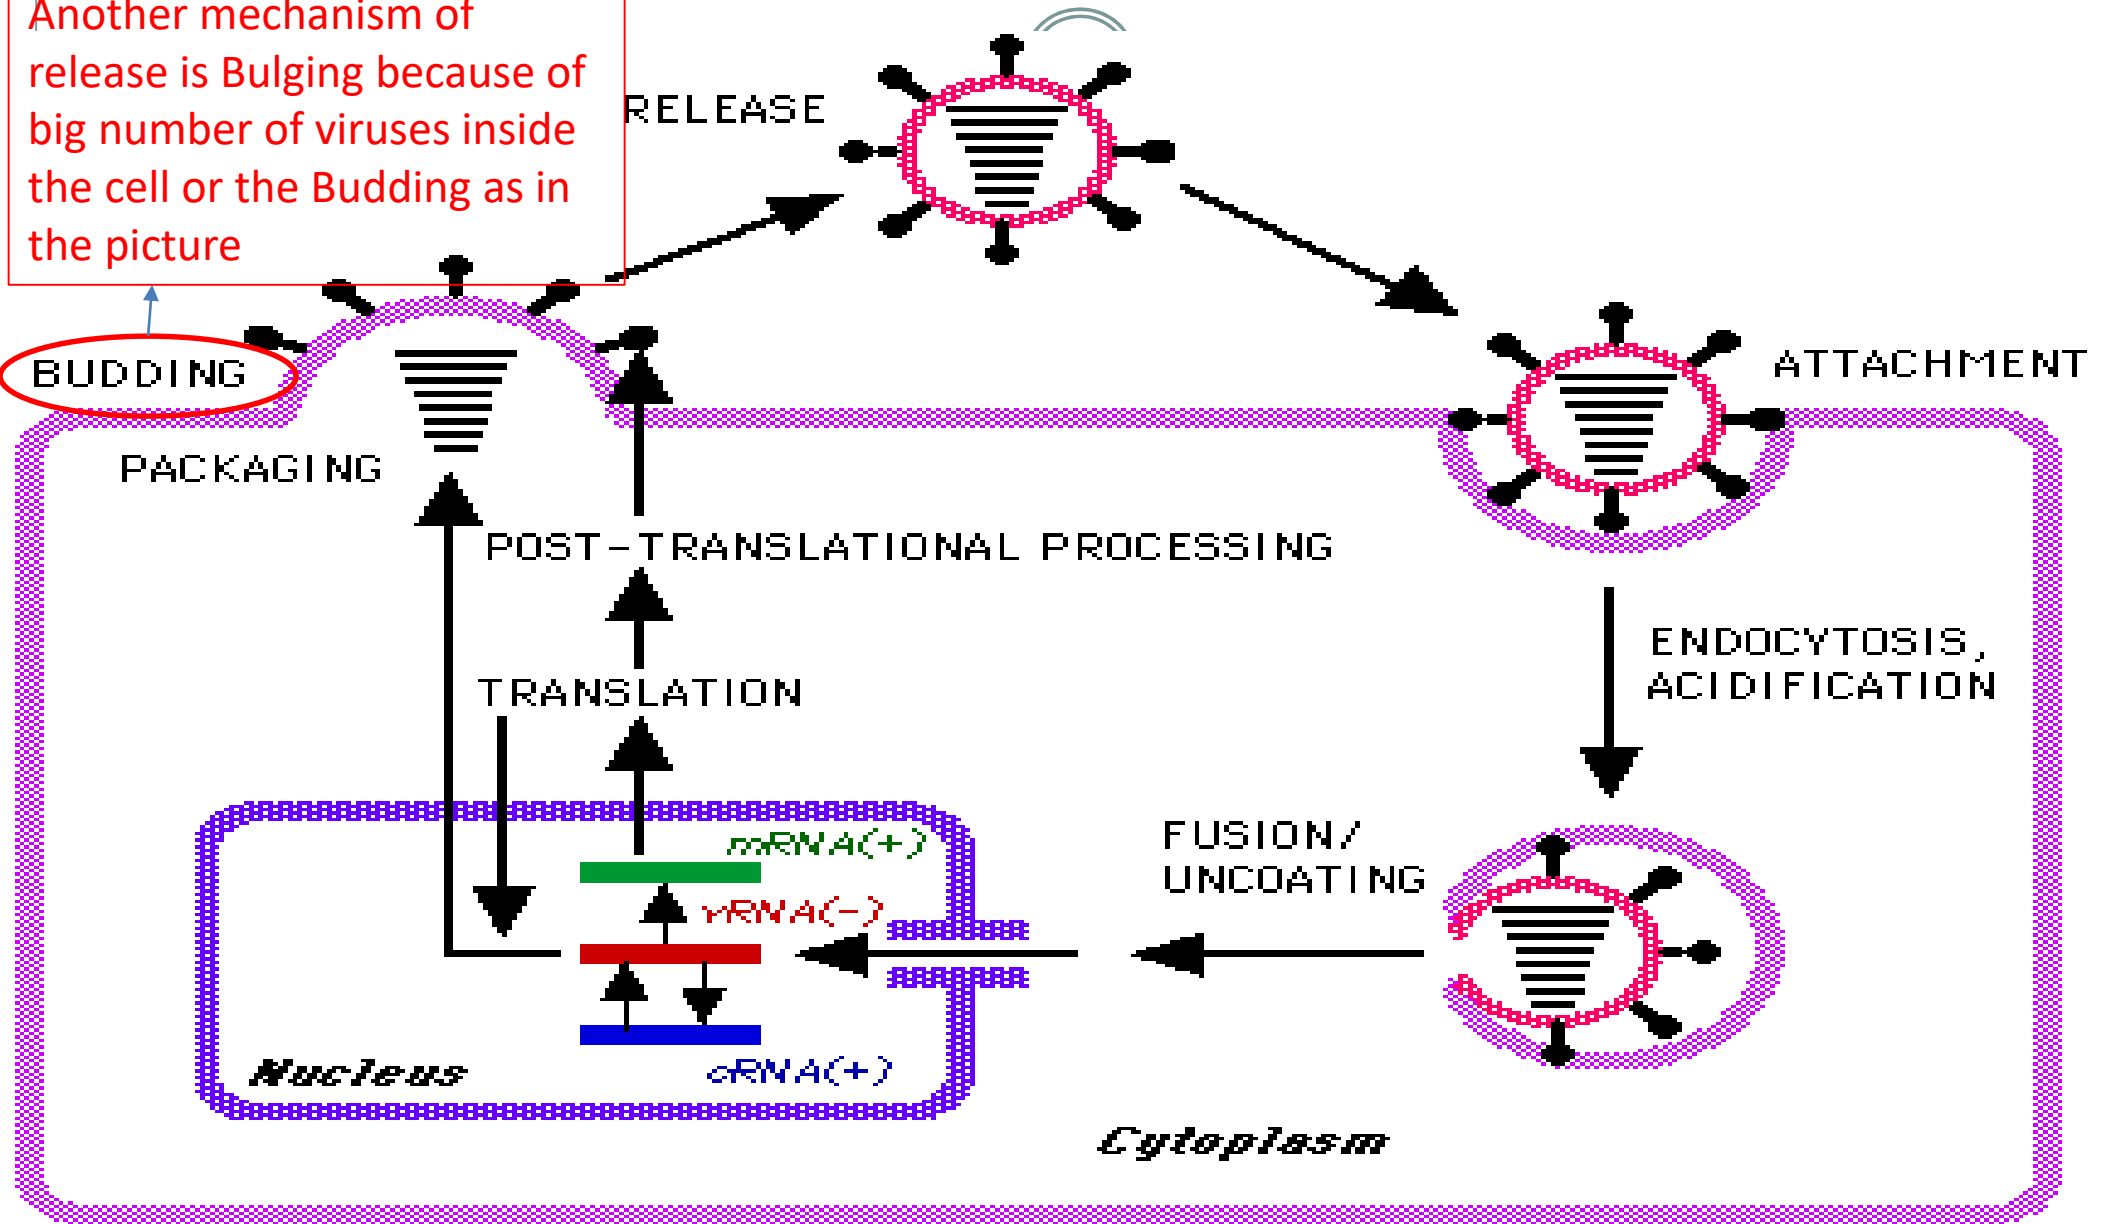 Another mechanism of
release is Bulging because of
big number of viruses inside
the cell or the Budding as in
the picture
RELEASE
BUDDING
ATTACHMENT
PACKAGING
POST-TRANSLATIONAL PROCESSING
ENDOCYTOSIS,
ACIDIFICATION
TRANSLATION
FUSION/
UNCOATING
mRNA(+)
vRNA(-)
cRNA(+)
Nucleus
Cytoplasm